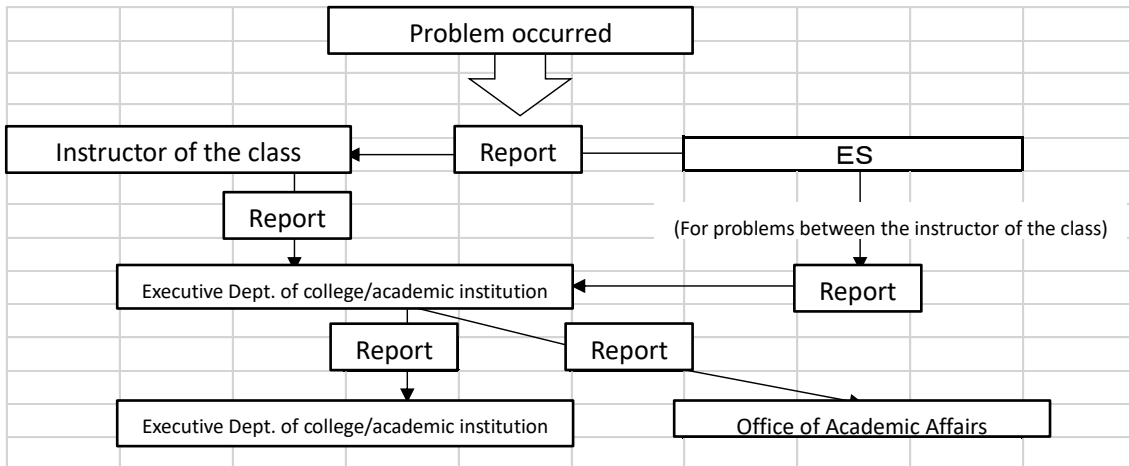 Problem occurred
Instructor of the class
Report
ES
Report
(For problems between the instructor of the class)
Executive Dept. of college/academic institution
Report
Report
Report
Executive Dept. of college/academic institution
Office of Academic Affairs